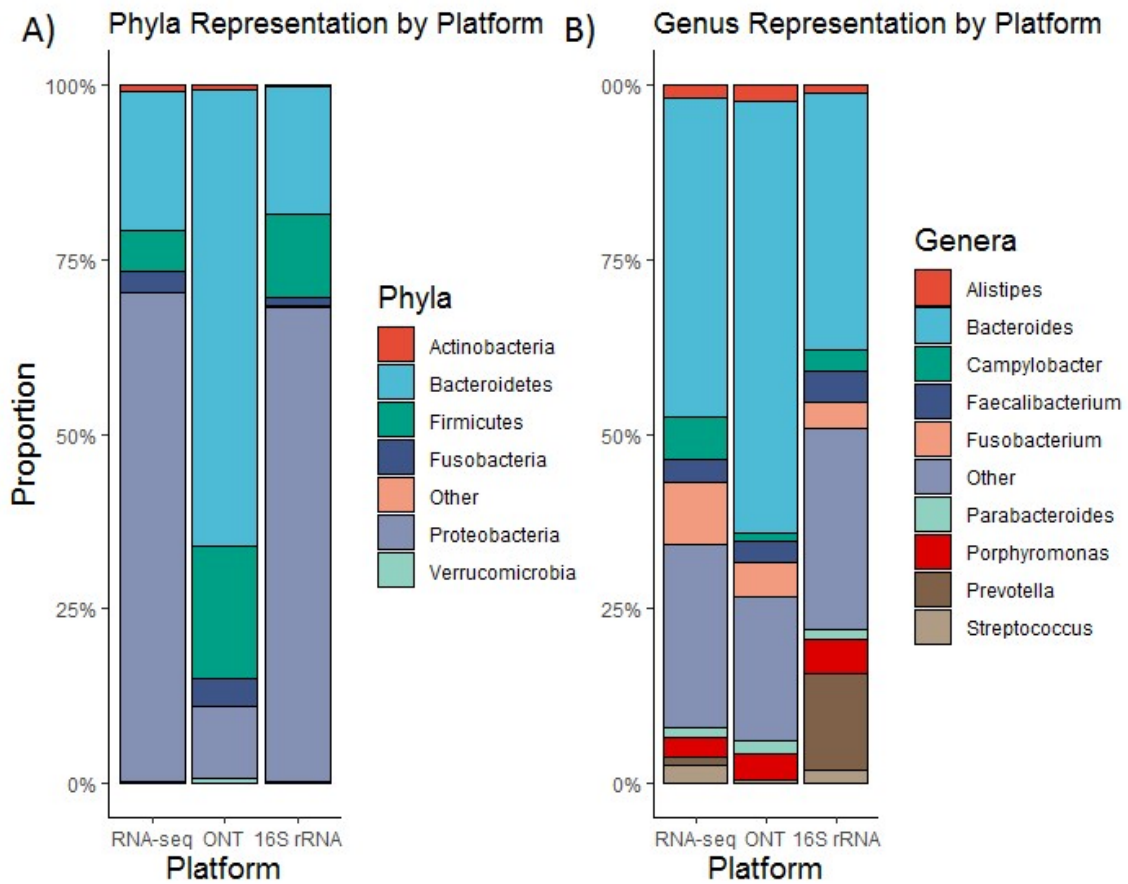 A) Phyla Representation by Platform
100%
75%
50%
25%
0%
Proportion
RNA-seq ONT 16S rRNA
Platform
Phyla
Actinobacteria
Bacteroidetes
Firmicutes
Fusobacteria
Other
Proteobacteria
Verrucomicrobia
B) Genus Representation by Platform
00%
75%
50%
25%
0%
RNA-seq ONT 16S rRNA
Platform
Genera
Alistipes
Bacteroides
Campylobacter
Faecalibacterium
Fusobacterium
Other
Parabacteroides
Porphyromonas
Prevotella
Streptococcus